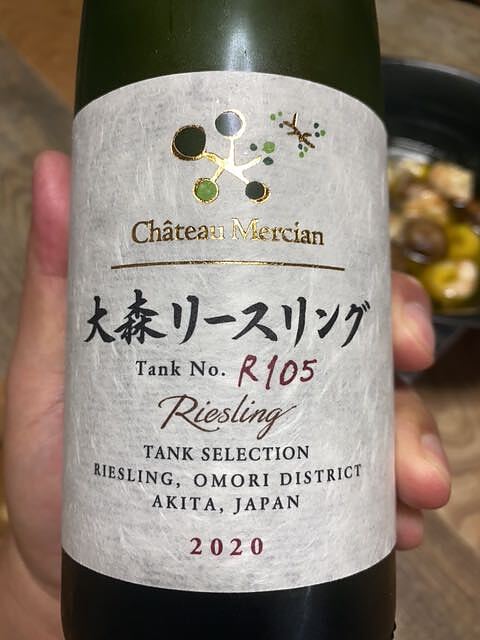 Château Mercian
大森リースリング
Tank No. R105
Riesling
TANK SELECTION
RIESLING, OMORI DISTRICT
AKITA, JAPAN
2020